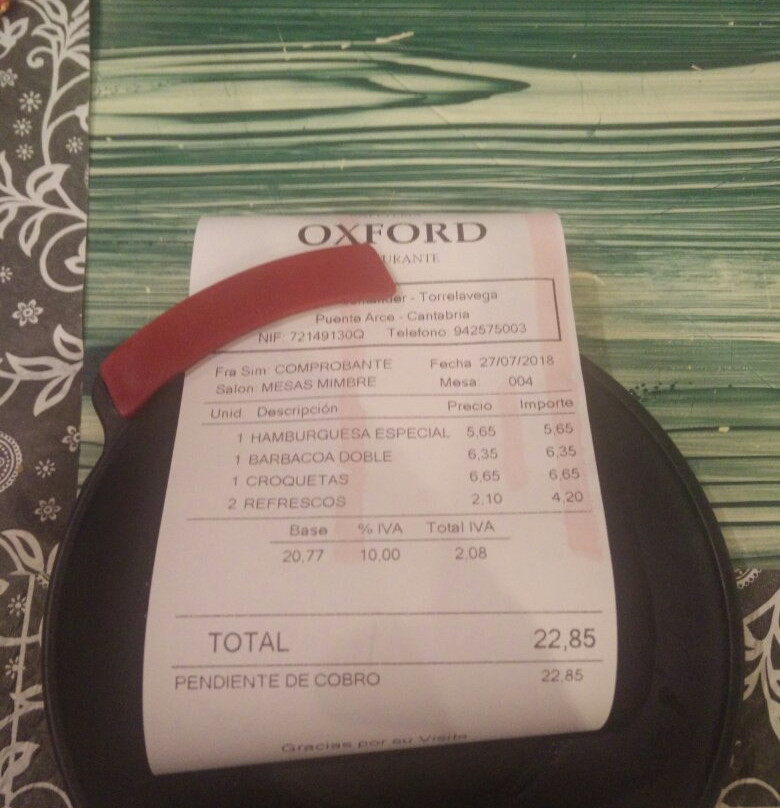 OXFORD
- Torrelavega
Puente Arce - Cantabria
NIF: 72149130Q Telefono: 942575003
Fra Sim: COMPROBANTE Fecha 27/07/2018
Salon: MESAS MIMBRE Mesa: 004
Unid. Descripción Precio Importe
1 HAMBURGUESA ESPECIAL 5,65 5,65
1 BARBACOA DOBLE 6,35 6,35
1 CROQUETAS 6,65 6,65
2 REFRESCOS 2,10 4,20
Base % IVA Total IVA
20,77 10,00 2,08
TOTAL 22,85
PENDIENTE DE COBRO 22,85
Gracias por su Visita